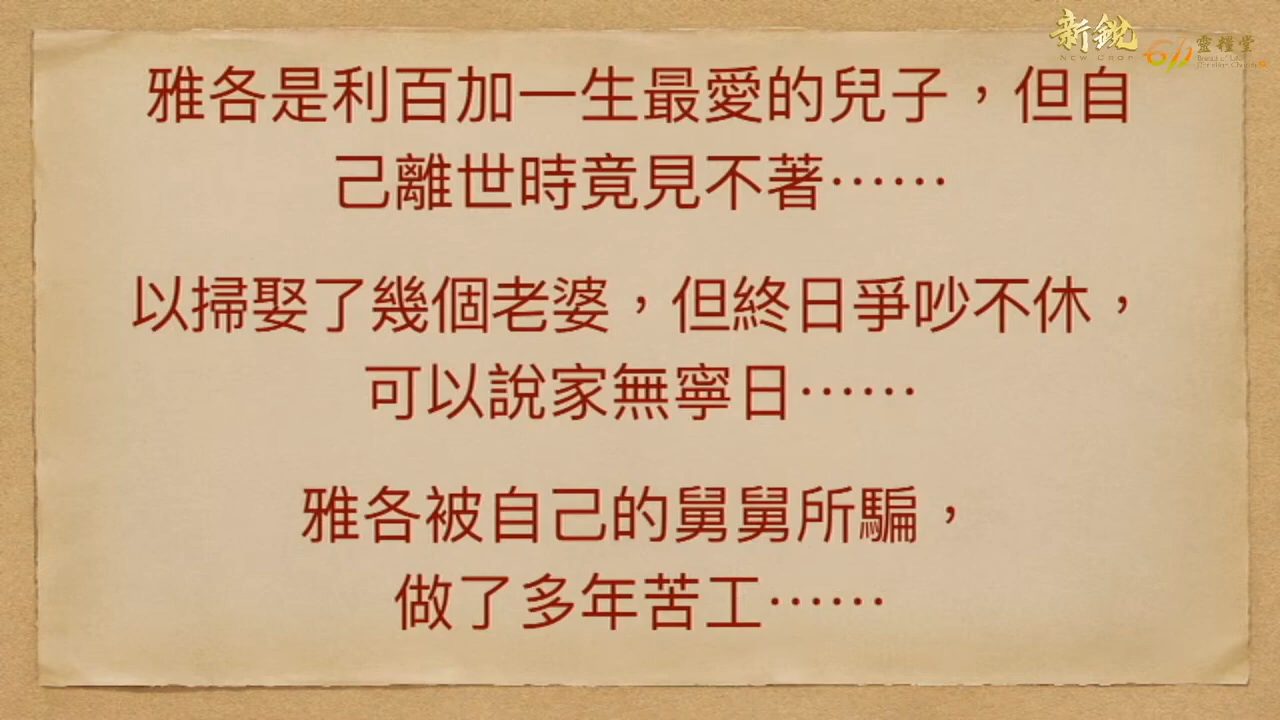 新銳
NEW CROP
611 靈糧堂
雅各是利百加一生最愛的兒子，但自
己離世時竟見不著……
以掃娶了幾個老婆，但終日爭吵不休，
可以說家無寧日……
雅各被自己的舅舅所騙，
做了多年苦工……